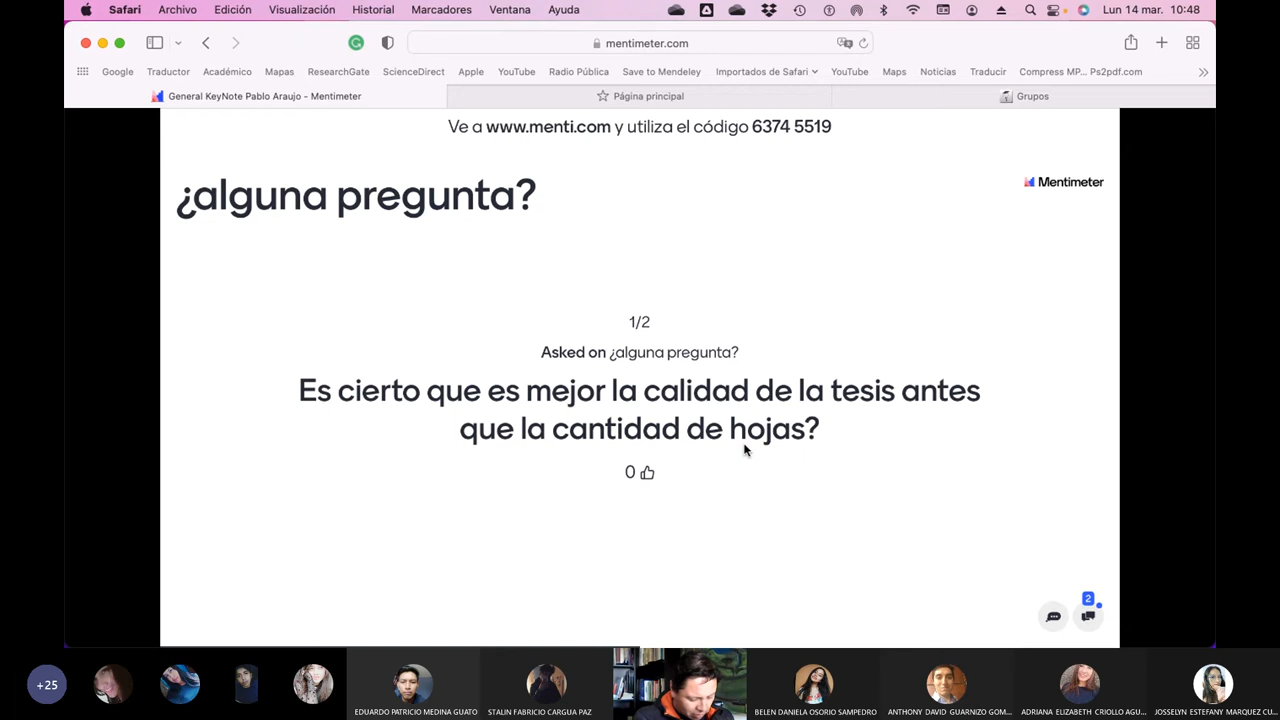 Safari Archivo Edición Visualización Historial Marcadores Ventana Ayuda Lun 14 mar. 10:48
mentimeter.com
Google Traductor Académico Mapas ResearchGate ScienceDirect Apple YouTube Radio Pública Save to Mendeley Importados de Safari YouTube Maps Noticias Traducir Compress MP... Ps2pdf.com
General KeyNote Pablo Araujo - Mentimeter Página principal Grupos
Ve a www.menti.com y utiliza el código 6374 5519
¿alguna pregunta?
Mentimeter
1/2
Asked on ¿alguna pregunta?
Es cierto que es mejor la calidad de la tesis antes
que la cantidad de hojas?
0
2
+25
EDUARDO PATRICIO MEDINA GUATO STALIN FABRICIO CARGUA PAZ BELEN DANIELA OSORIO SAMPEDRO ANTHONY DAVID GUARNIZO GOM... ADRIANA ELIZABETH CRIOLLO AGU... JOSSELYN ESTEFANY MARQUEZ CU...